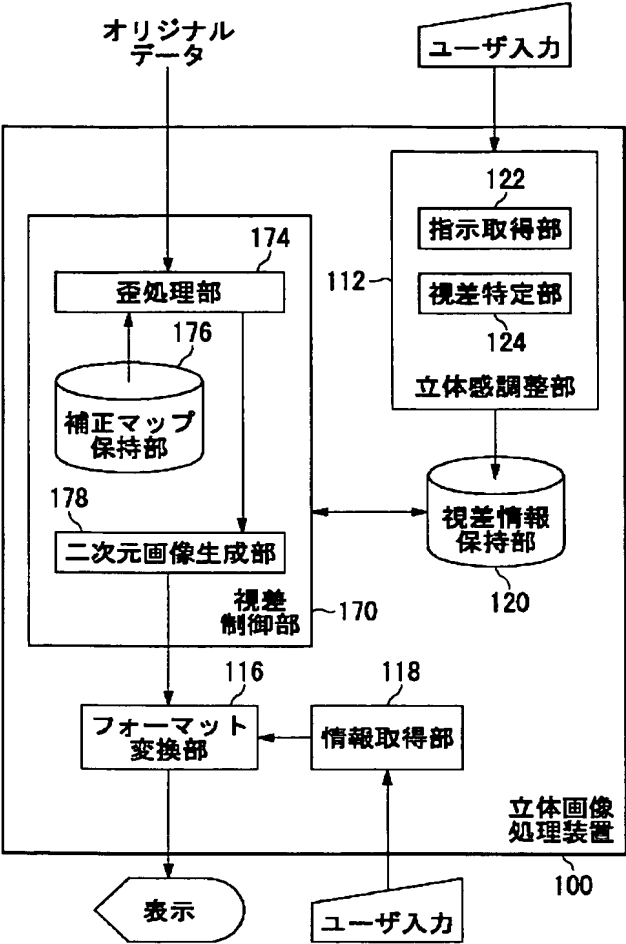 オリジナル
データ
ユーザ入力
122
指示取得部
174
112
歪処理部
視差特定部
124
176
立体感調整部
補正マップ
保持部
178
視差情報
保持部
二次元画像生成部
120
視差
制御部
170
116
118
フォーマット
変換部
情報取得部
立体画像
処理装置
100
表示
ユーザ入力